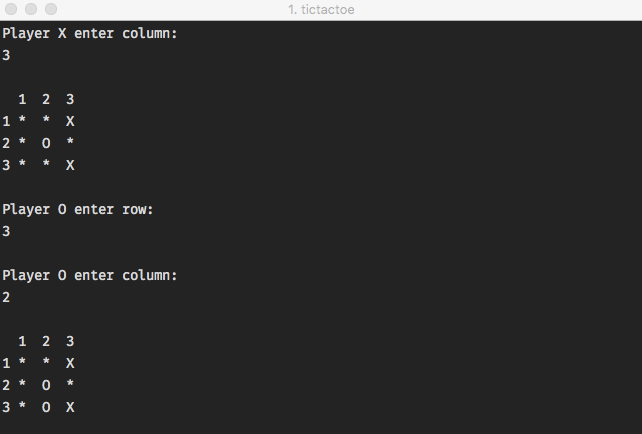 1. tictactoe
Player X enter column:
3
  1  2  3
1 *  *  X
2 *  O  *
3 *  *  X
Player O enter row:
3
Player O enter column:
2
  1  2  3
1 *  *  X
2 *  O  *
3 *  O  X